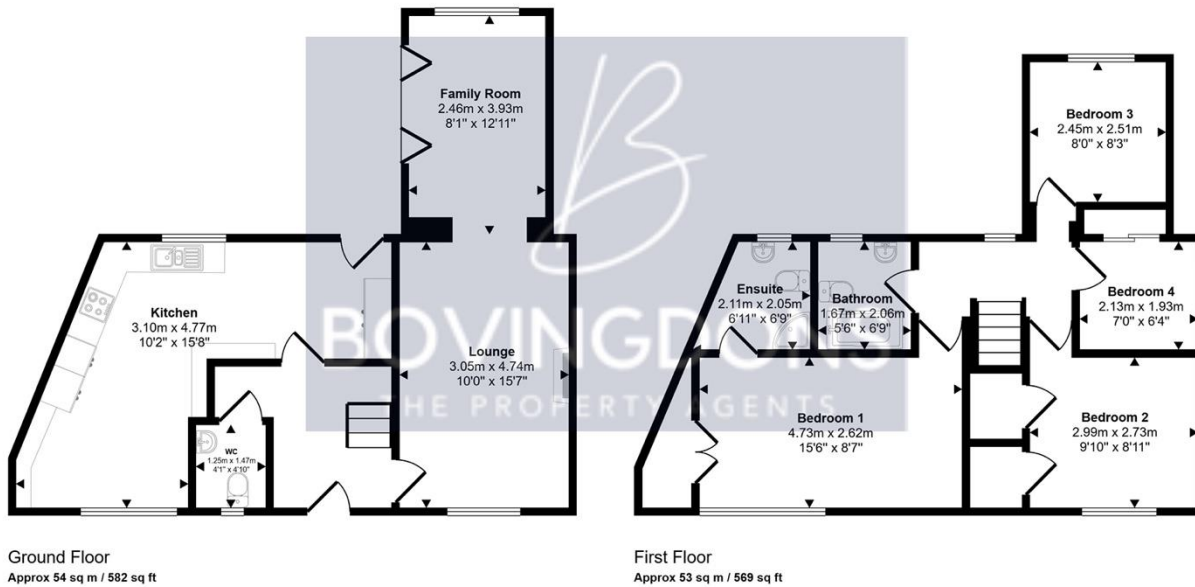 Family Room
2.46m x 3.93m
8'1" x 12'11"
Kitchen
3.10m x 4.77m
10'2" x 15'8"
Lounge
3.05m x 4.74m
10'0" x 15'7"
WC
1.25m x 1.47m
4'1" x 4'10"
Ground Floor
Approx 54 sq m / 582 sq ft
B
BOVINGDONS
THE PROPERTY AGENTS
Bedroom 3
2.45m x 2.51m
8'0" x 8'3"
Ensuite
2.11m x 2.05m
6'11" x 6'9"
Bathroom
1.67m x 2.06m
5'6" x 6'9"
Bedroom 4
2.13m x 1.93m
7'0" x 6'4"
Bedroom 1
4.73m x 2.62m
15'6" x 8'7"
Bedroom 2
2.99m x 2.73m
9'10" x 8'11"
First Floor
Approx 53 sq m / 569 sq ft